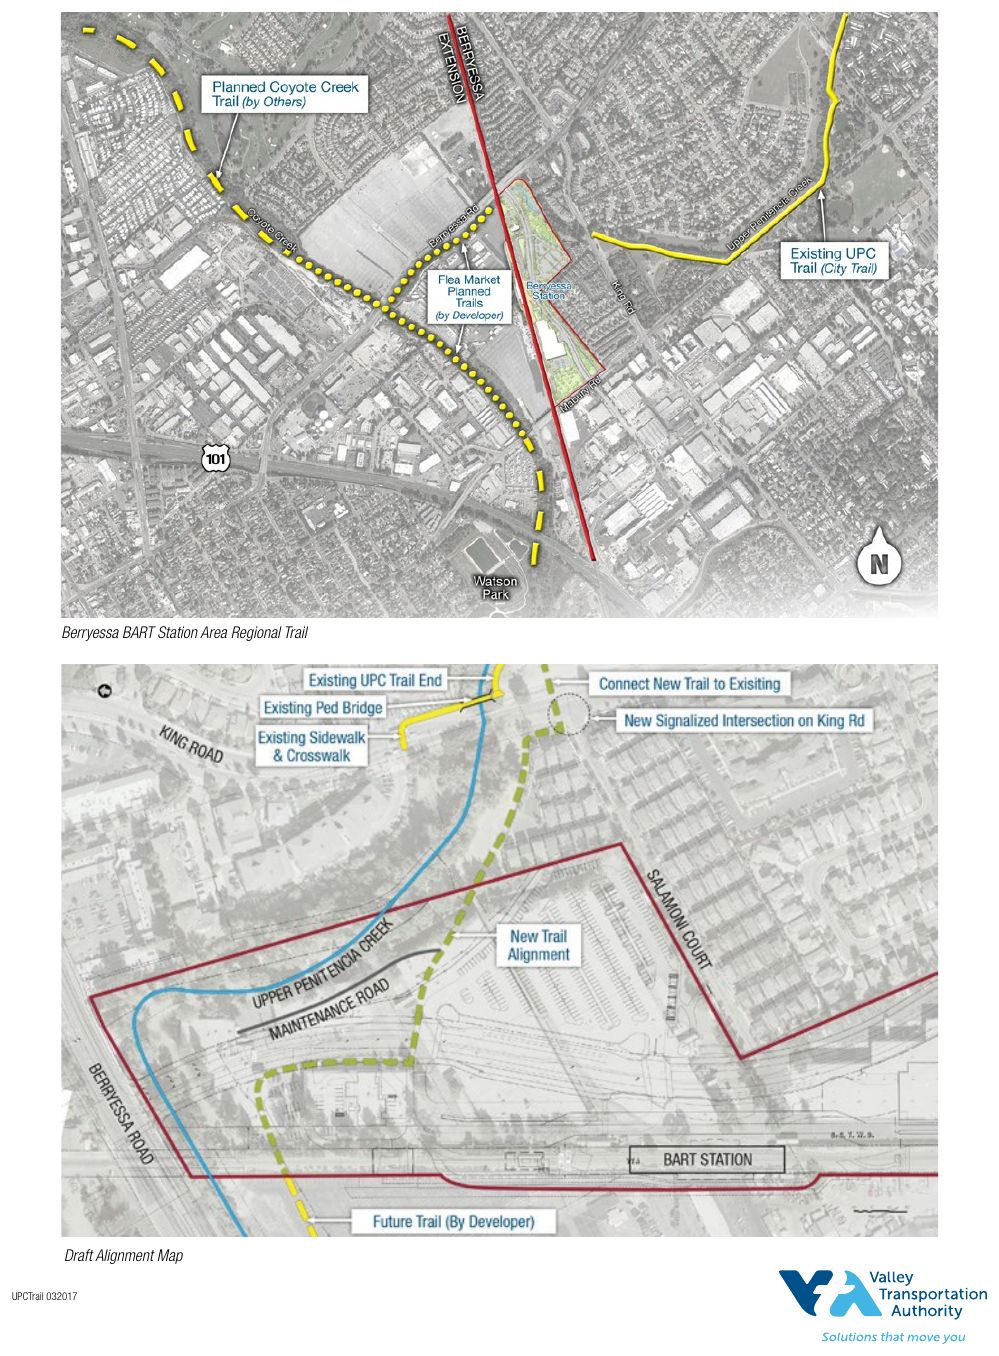 BERRYESSA
EXTENSION
Planned Coyote Creek
Trail (by Others)
Coyote Creek
Berryessa Rd
Upper Penitencia Creek
Existing UPC
Trail (City Trail)
Flea Market
Planned
Trails
(by Developer)
Berryessa
Station
King Rd
Mabury Rd
101
N
Watson
Park
Berryessa BART Station Area Regional Trail
Existing UPC Trail End
Connect New Trail to Exisiting
Existing Ped Bridge
New Signalized Intersection on King Rd
Existing Sidewalk
& Crosswalk
KING ROAD
SALAMONI COURT
New Trail
Alignment
UPPER PENITENCIA CREEK
MAINTENANCE ROAD
BERRYESSA ROAD
BART STATION
Future Trail (By Developer)
Draft Alignment Map
UPCTrail 032017
VTA
Valley
Transportation
Authority
Solutions that move you